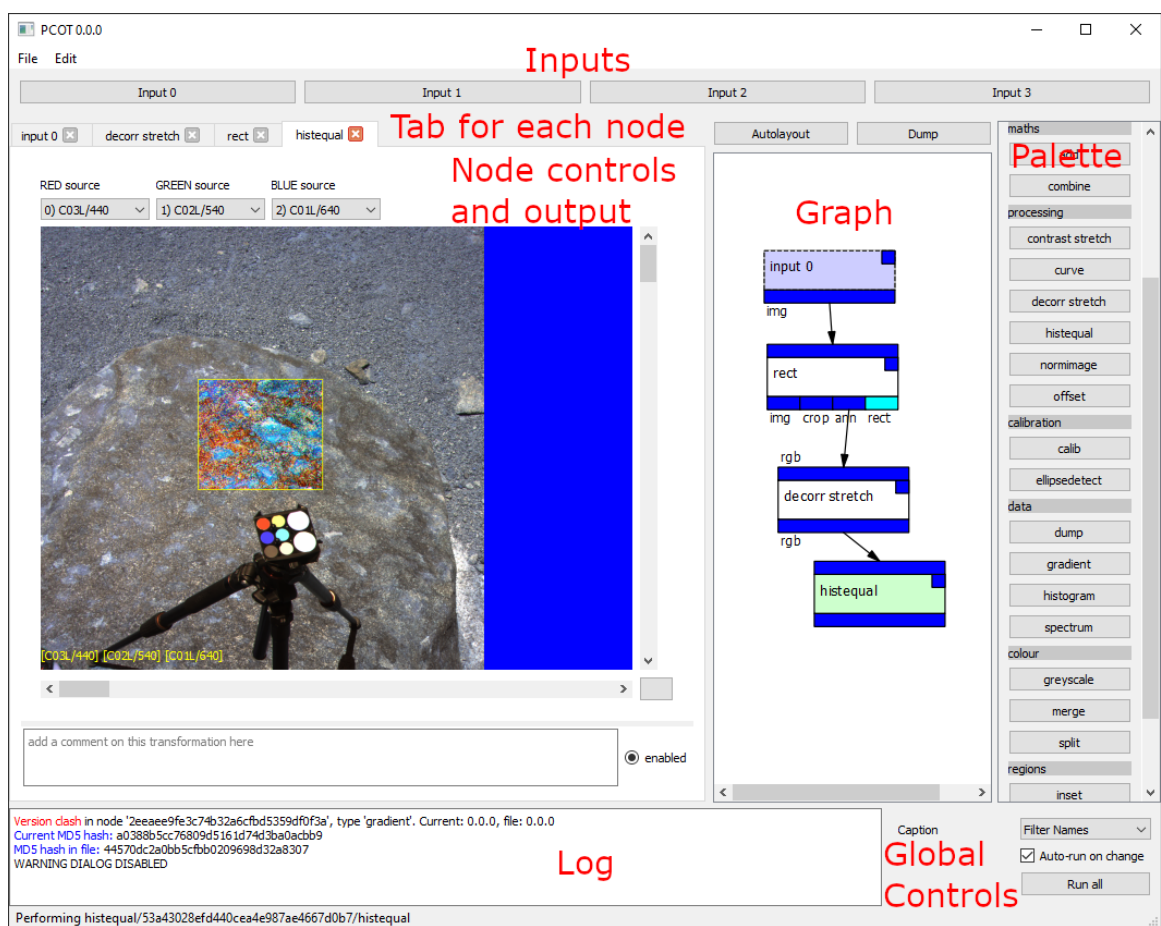 PCOT 0.0.0
File Edit
Inputs
Input 0 Input 1 Input 2 Input 3
input 0 decorr stretch rect histequal
Tab for each node
Autolayout Dump
maths
Palette
combine
processing
contrast stretch
curve
decorr stretch
histequal
normimage
offset
calibration
calib
ellipsedetect
data
dump
gradient
histogram
spectrum
colour
greyscale
merge
split
regions
inset
Node controls
and output
RED source GREEN source BLUE source
0) C03L/440 1) C02L/540 2) C01L/640
[C03L/440] [C02L/540] [C01L/640]
Graph
input 0
img
rect
img crop ann rect
rgb
decorr stretch
rgb
histequal
add a comment on this transformation here
enabled
Version clash in node '2eeaee9fe3c74b32a6cfbd5359df0f3a', type 'gradient'. Current: 0.0.0, file: 0.0.0
Current MD5 hash: a0388b5cc76809d5161d74d3ba0acbb9
MD5 hash in file: 44570dc2a0bb5cfbb0209698d32a8307
WARNING DIALOG DISABLED
Log
Caption
Filter Names
Global
Controls
Auto-run on change
Run all
Performing histequal/53a43028efd440cea4e987ae4667d0b7/histequal